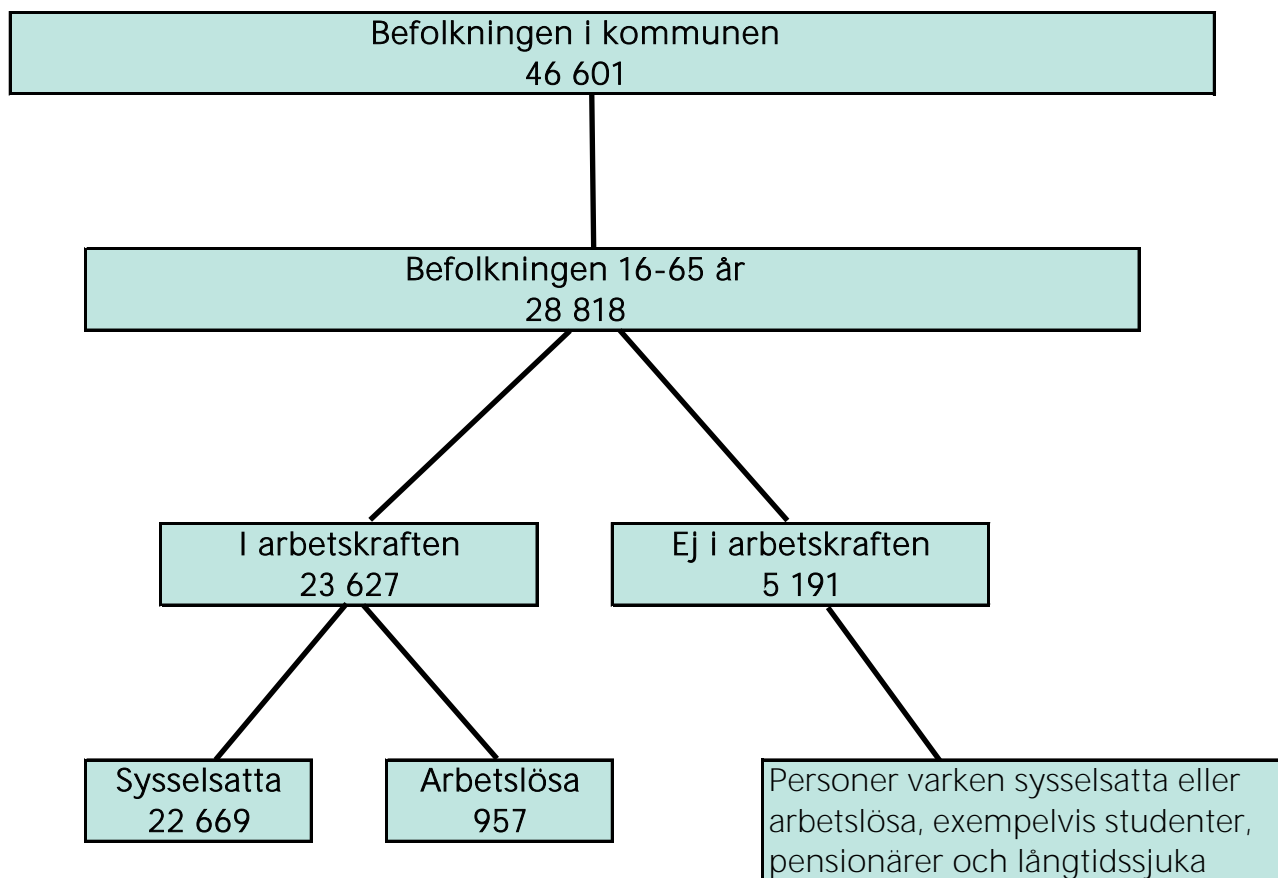 Befolkningen i kommunen
46 601
Befolkningen 16-65 år
28 818
I arbetskraften
23 627
Ej i arbetskraften
5 191
Sysselsatta
22 669
Arbetslösa
957
Personer varken sysselsatta eller
arbetslösa, exempelvis studenter,
pensionärer och långtidssjuka